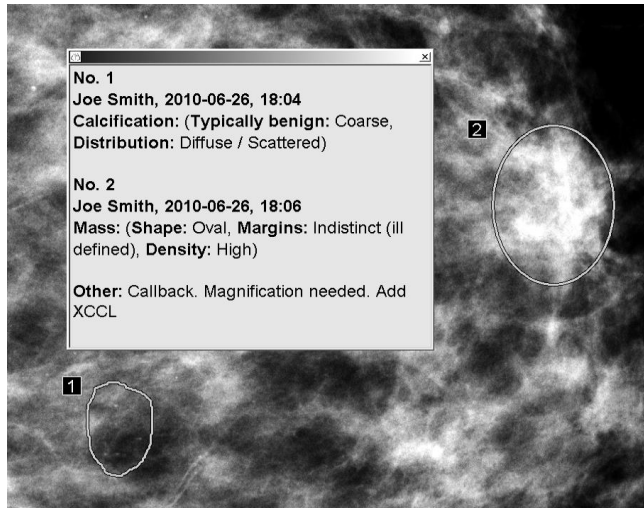 No. 1
Joe Smith, 2010-06-26, 18:04
Calcification: (Typically benign: Coarse,
Distribution: Diffuse / Scattered)
No. 2
Joe Smith, 2010-06-26, 18:06
Mass: (Shape: Oval, Margins: Indistinct (ill
defined), Density: High)
Other: Callback. Magnification needed. Add
XCCL
2
1